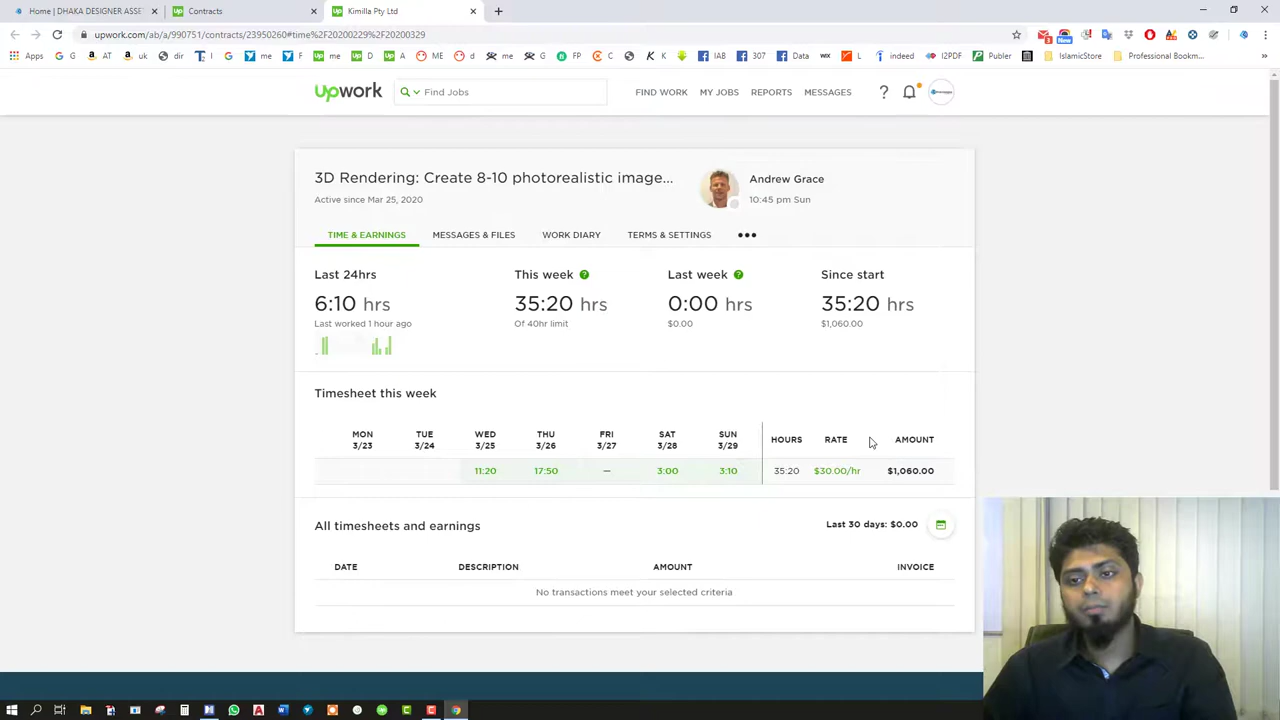 Home | DHAKA DESIGNER ASSET
Contracts
Kimilla Pty Ltd
upwork.com/ab/a/990751/contracts/23950260#time%2C20200229%2C20200329
Apps A uk dir T I me F me me A ME d me G FP C K IAB 307 Data L indeed I2PDF Publer IslamicStore Professional Bookm...
upwork Find Jobs FIND WORK MY JOBS REPORTS MESSAGES ?
3D Rendering: Create 8-10 photorealistic image...
Active since Mar 25, 2020
Andrew Grace
10:45 pm Sun
TIME & EARNINGS MESSAGES & FILES WORK DIARY TERMS & SETTINGS •••
Last 24hrs This week ? Last week ? Since start
6:10 hrs 35:20 hrs 0:00 hrs 35:20 hrs
Last worked 1 hour ago Of 40hr limit $0.00 $1,060.00
Timesheet this week
MON TUE WED THU FRI SAT SUN HOURS RATE AMOUNT
3/23 3/24 3/25 3/26 3/27 3/28 3/29
11:20 17:50 — 3:00 3:10 35:20 $30.00/hr $1,060.00
All timesheets and earnings Last 30 days: $0.00
DATE DESCRIPTION AMOUNT INVOICE
No transactions meet your selected criteria